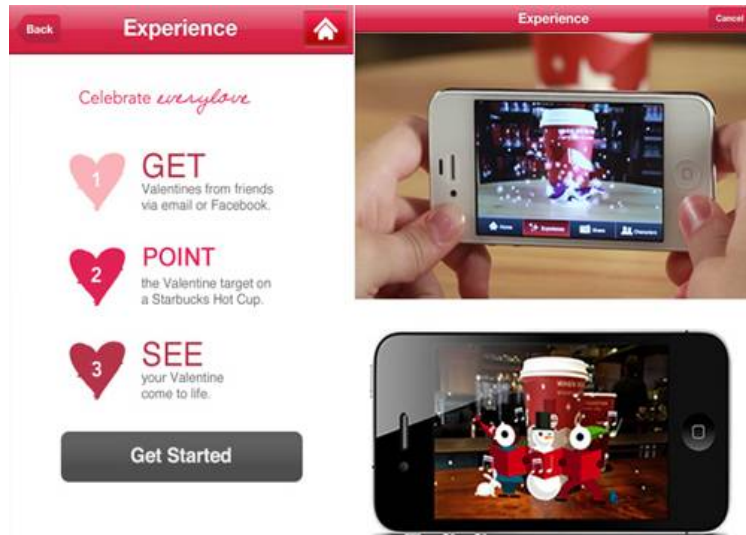 Back
Experience
Celebrate everylove
1
GET
Valentines from friends
via email or Facebook.
2
POINT
the Valentine target on
a Starbucks Hot Cup.
3
SEE
your Valentine
come to life.
Get Started
Experience
Cancel
Home
Experience
Share
Characters